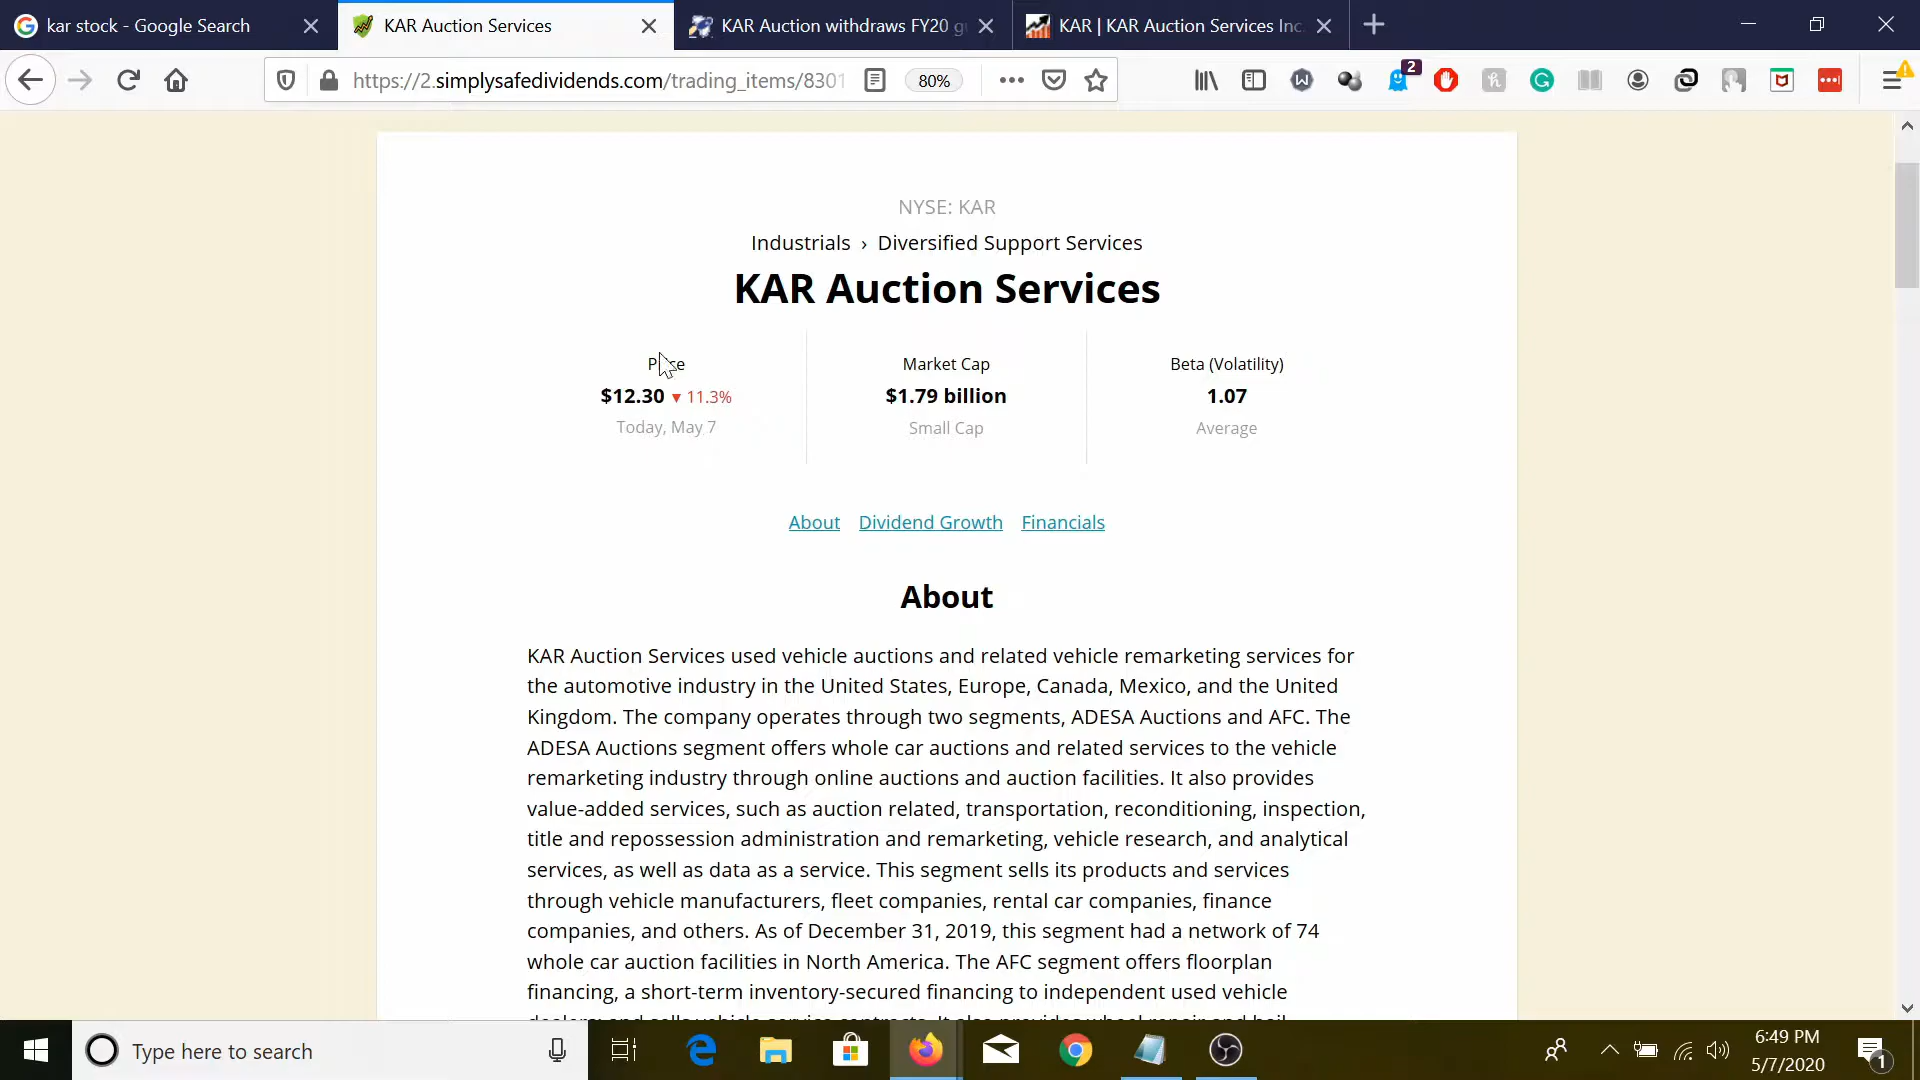 kar stock - Google Search
KAR Auction Services
KAR Auction withdraws FY20 g
KAR | KAR Auction Services Inc.
https://2.simplysafedividends.com/trading_items/8301
80%
2
NYSE: KAR
Industrials › Diversified Support Services
KAR Auction Services
Price
Market Cap
Beta (Volatility)
$12.30 ▼ 11.3%
$1.79 billion
1.07
Today, May 7
Small Cap
Average
About
Dividend Growth
Financials
About
KAR Auction Services used vehicle auctions and related vehicle remarketing services for
the automotive industry in the United States, Europe, Canada, Mexico, and the United
Kingdom. The company operates through two segments, ADESA Auctions and AFC. The
ADESA Auctions segment offers whole car auctions and related services to the vehicle
remarketing industry through online auctions and auction facilities. It also provides
value-added services, such as auction related, transportation, reconditioning, inspection,
title and repossession administration and remarketing, vehicle research, and analytical
services, as well as data as a service. This segment sells its products and services
through vehicle manufacturers, fleet companies, rental car companies, finance
companies, and others. As of December 31, 2019, this segment had a network of 74
whole car auction facilities in North America. The AFC segment offers floorplan
financing, a short-term inventory-secured financing to independent used vehicle
Type here to search
6:49 PM
5/7/2020
1